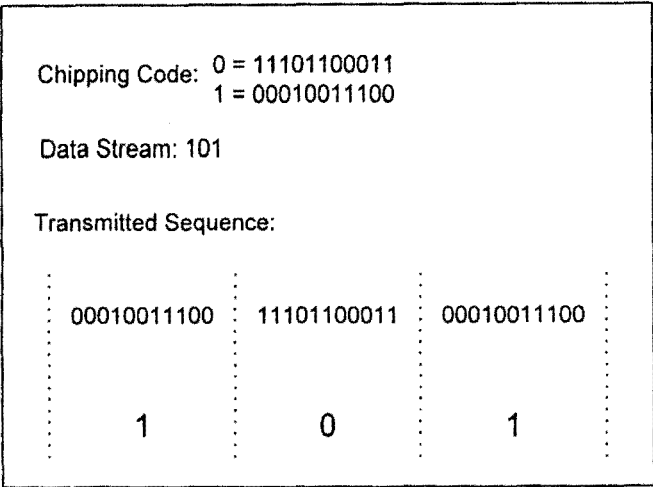 Chipping Code: 0 = 11101100011
1 = 00010011100
Data Stream: 101
Transmitted Sequence:
00010011100 11101100011 00010011100
1 0 1